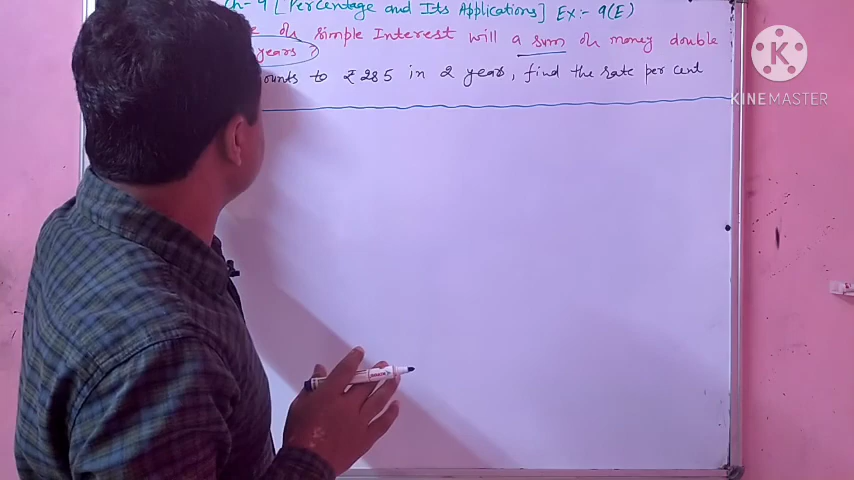 Ch- 9 [Percentage and Its Applications] Ex:- 9(E)
of simple Interest will a sum of money double
years ?
to ₹285 in 2 years, find the rate per cent
K
KINEMASTER